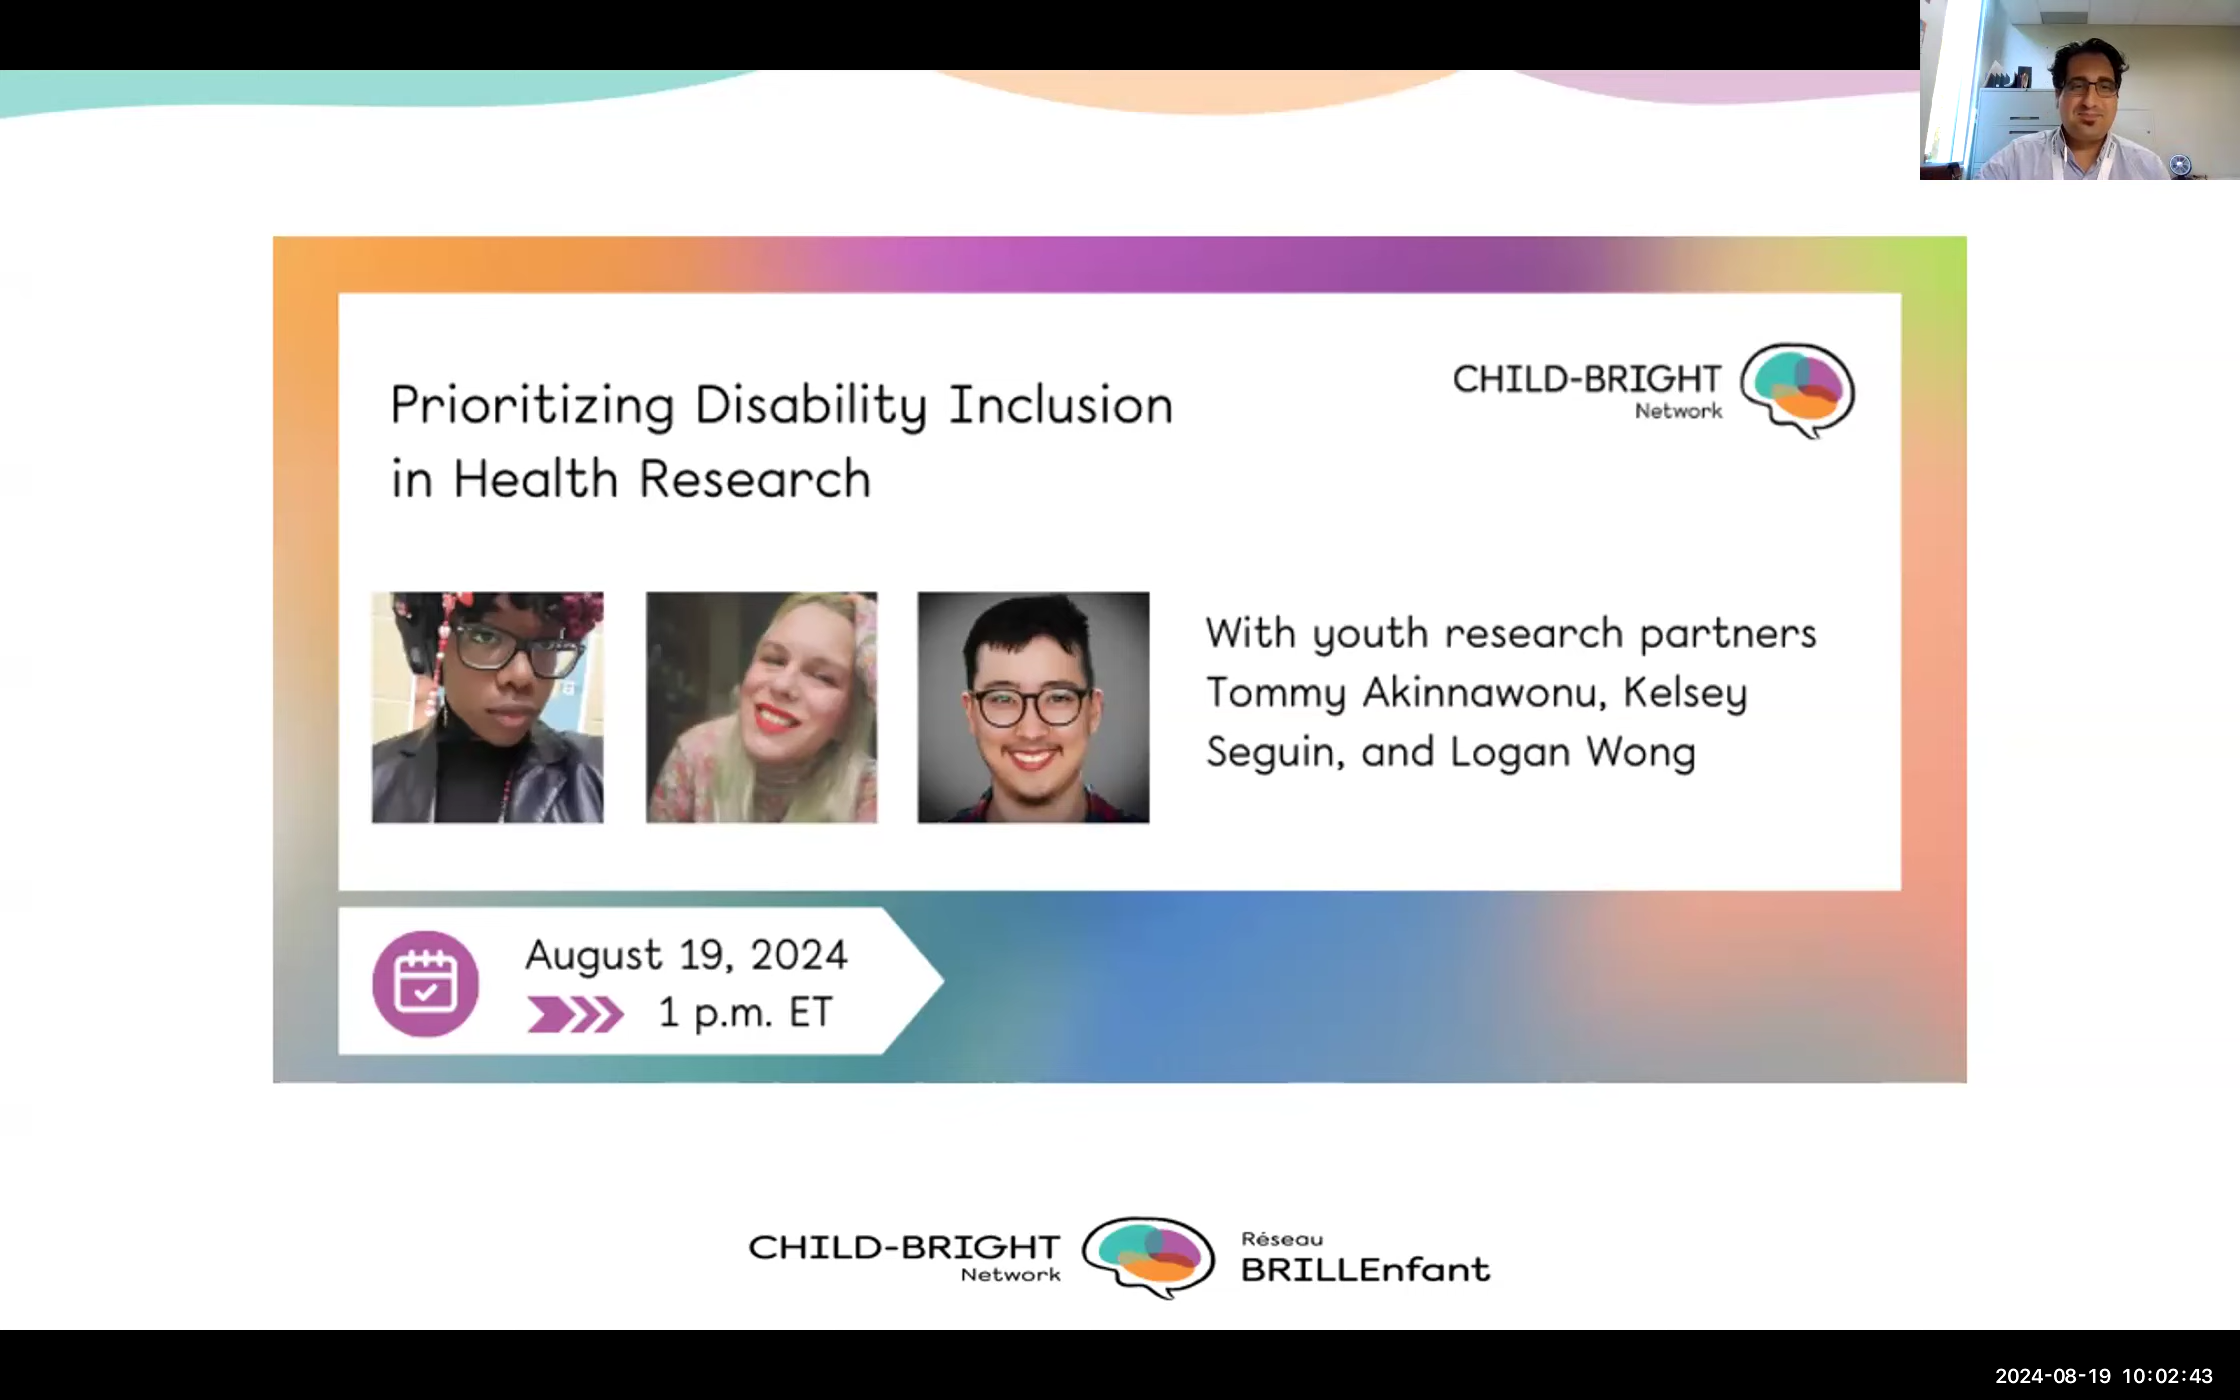 Prioritizing Disability Inclusion
in Health Research
CHILD-BRIGHT
Network
With youth research partners
Tommy Akinnawonu, Kelsey
Seguin, and Logan Wong
August 19, 2024
1 p.m. ET
CHILD-BRIGHT
Network
Réseau
BRILLEnfant
2024-08-19 10:02:43